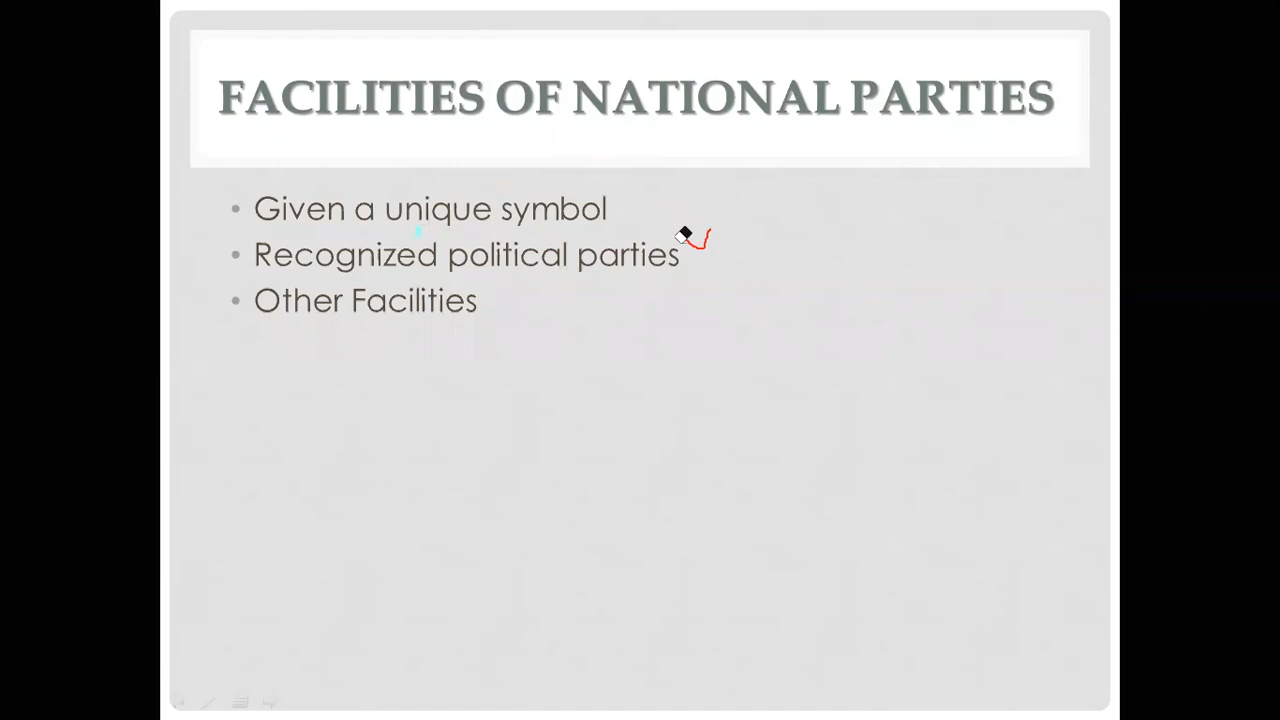 FACILITIES OF NATIONAL PARTIES
• Given a unique symbol
• Recognized political parties
• Other Facilities